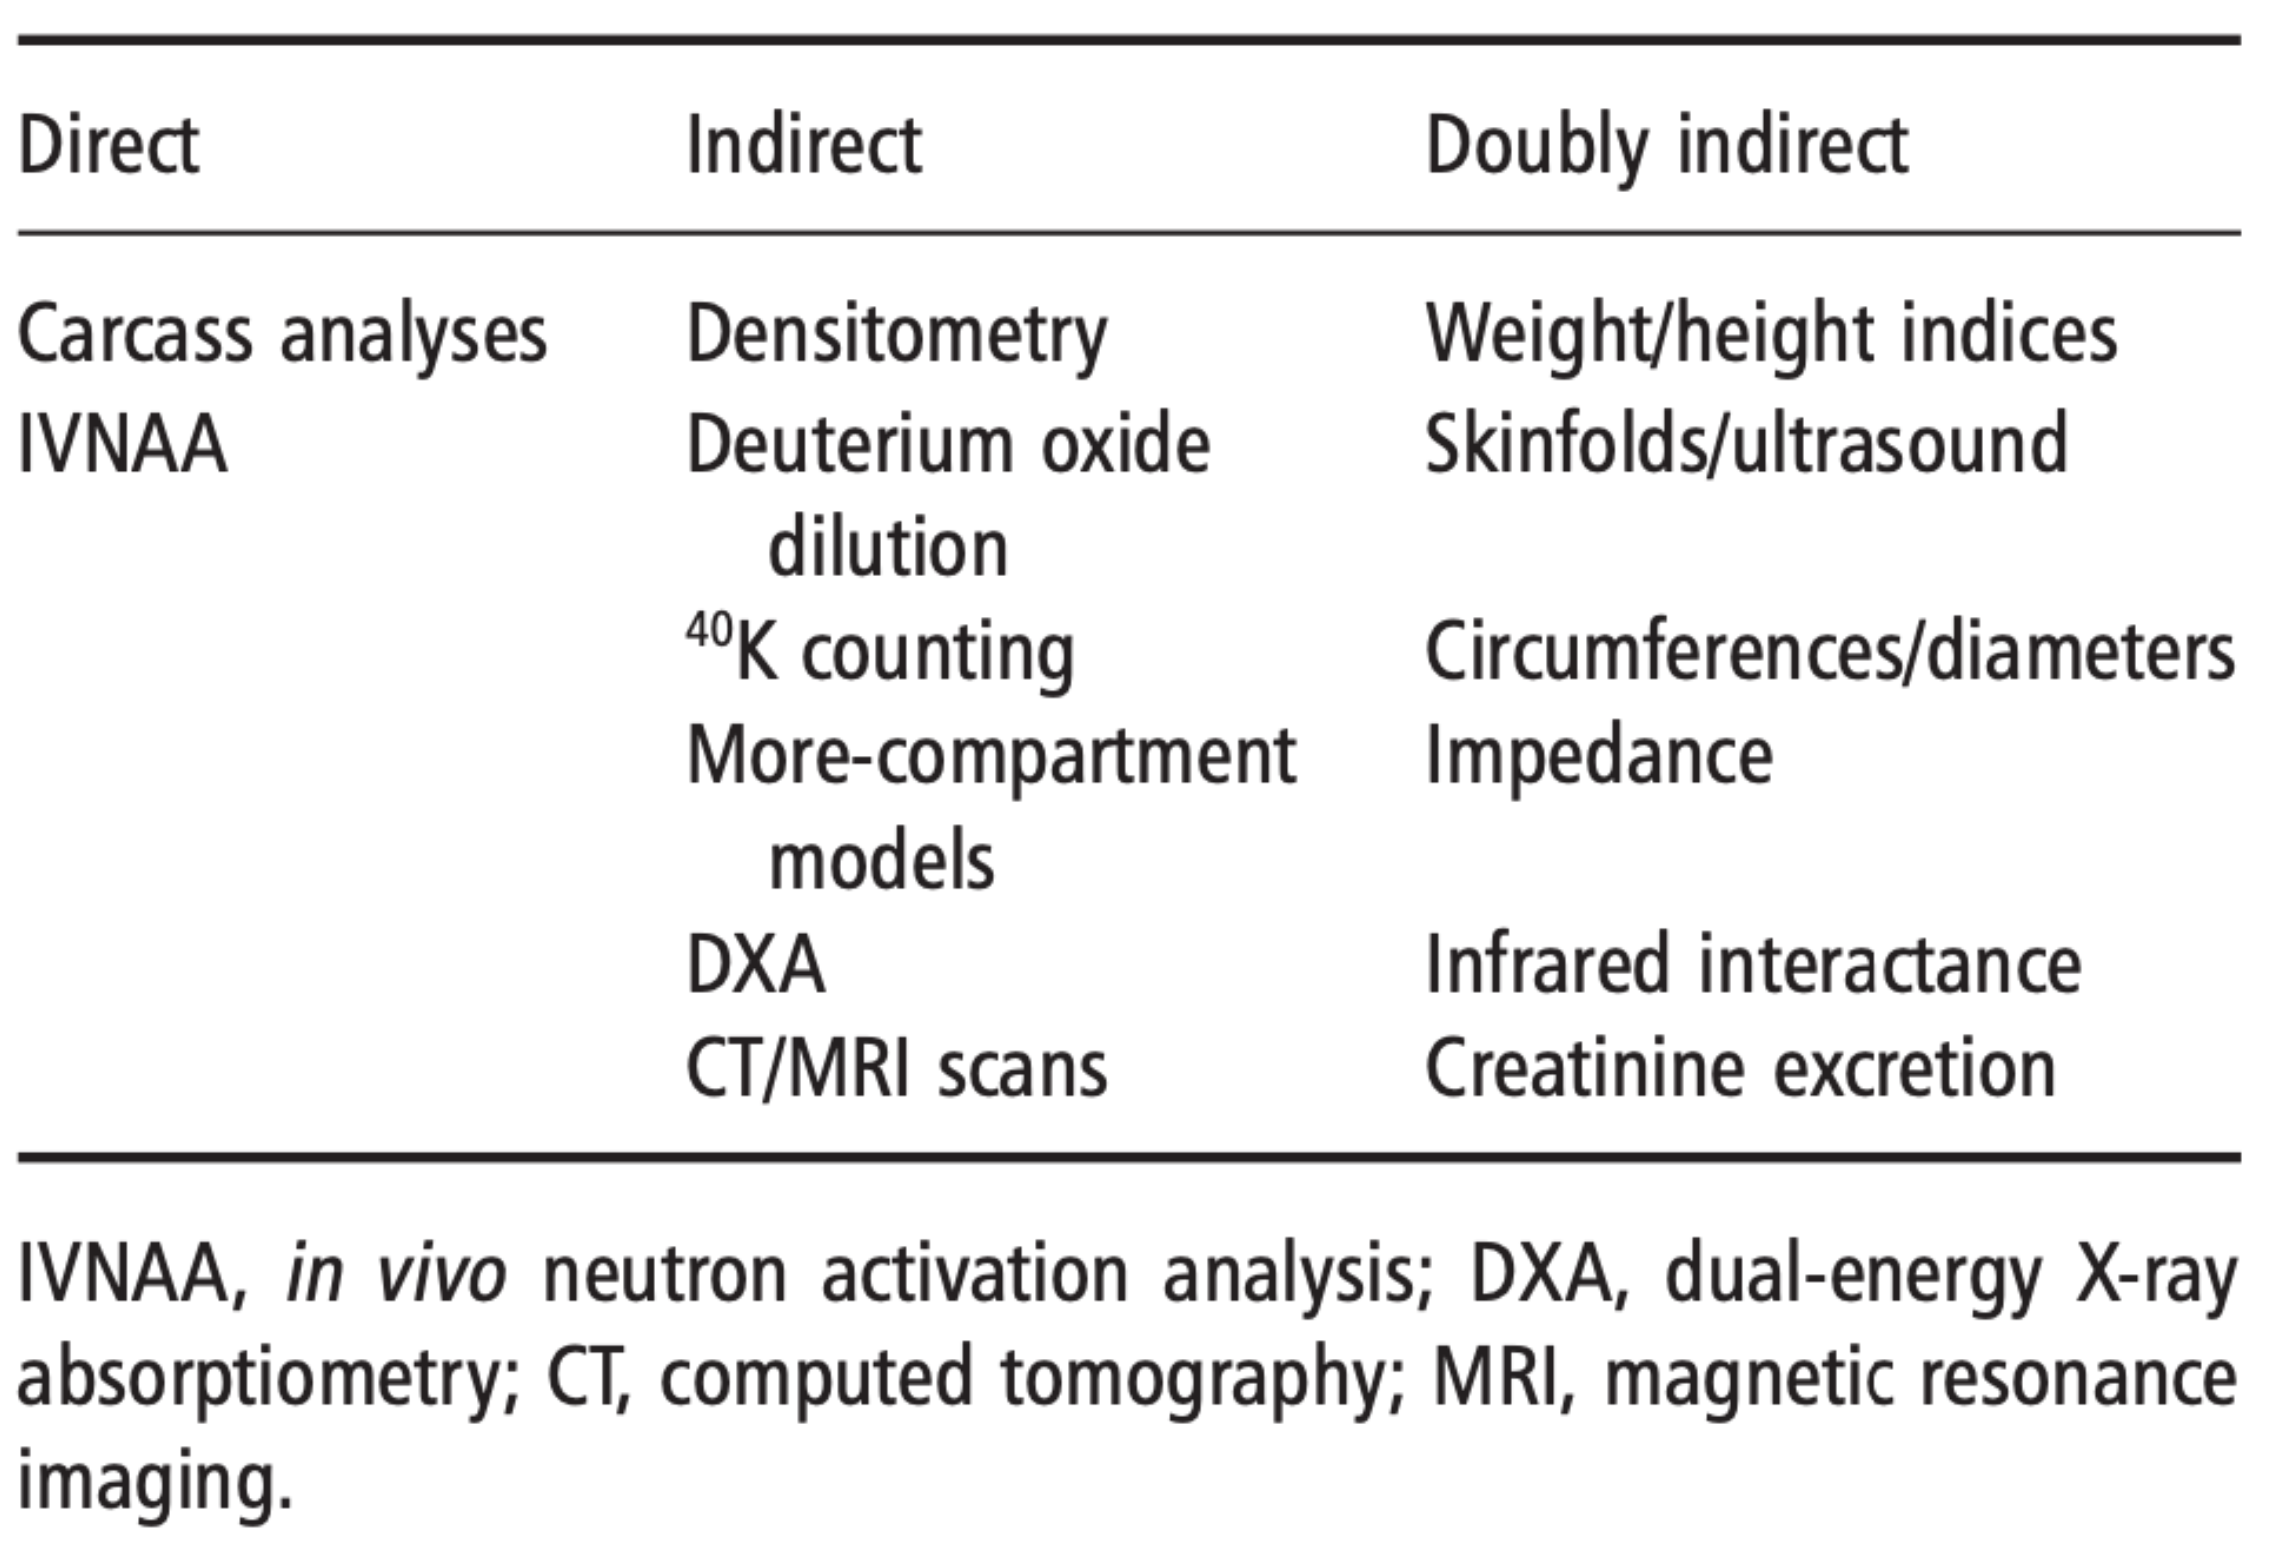 Direct Indirect Doubly indirect
Carcass analyses Densitometry Weight/height indices
IVNAA Deuterium oxide Skinfolds/ultrasound
dilution
⁴⁰K counting Circumferences/diameters
More-compartment Impedance
models
DXA Infrared interactance
CT/MRI scans Creatinine excretion
IVNAA, in vivo neutron activation analysis; DXA, dual-energy X-ray
absorptiometry; CT, computed tomography; MRI, magnetic resonance
imaging.